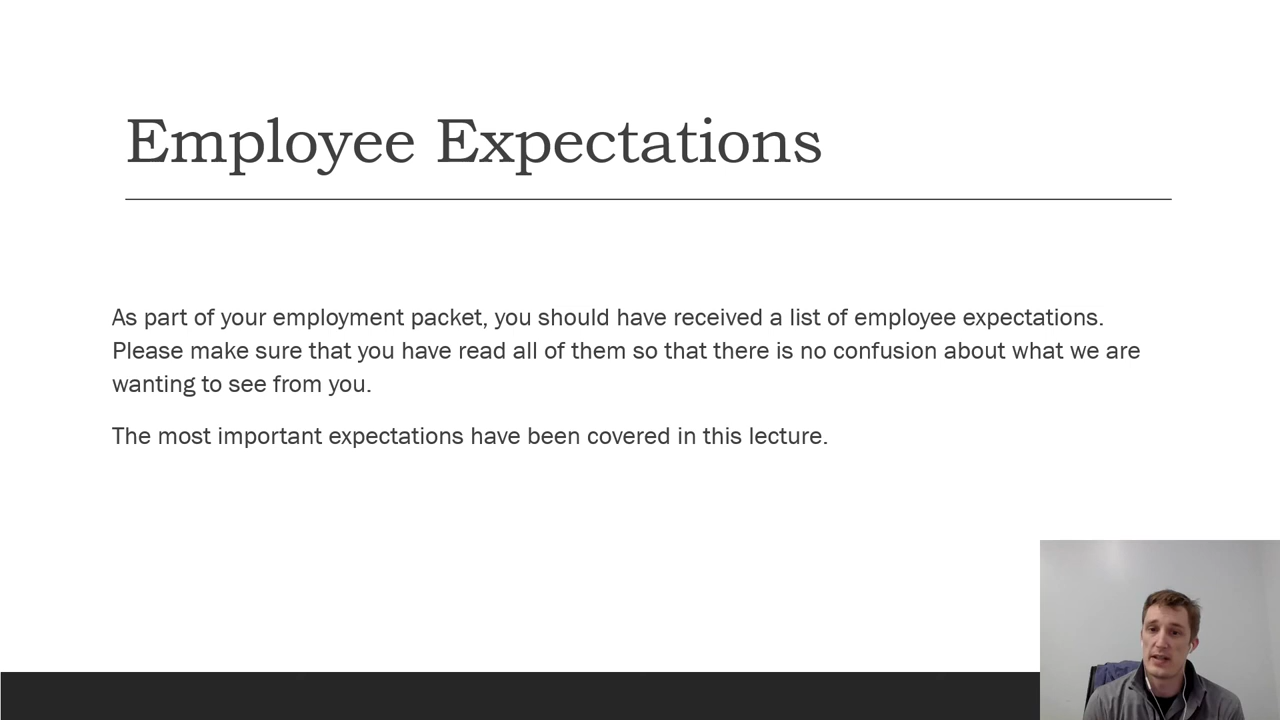 Employee Expectations
As part of your employment packet, you should have received a list of employee expectations.
Please make sure that you have read all of them so that there is no confusion about what we are
wanting to see from you.
The most important expectations have been covered in this lecture.